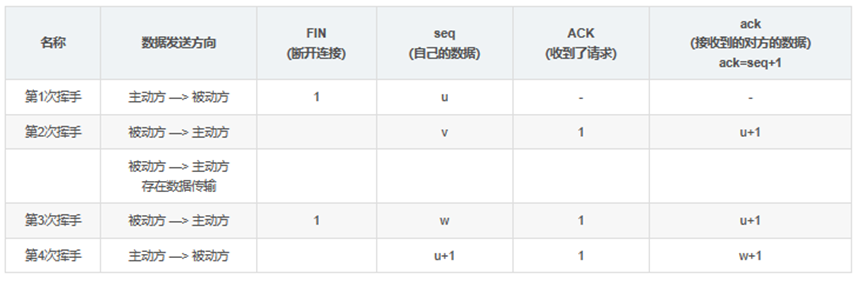 名称 数据发送方向 FIN (断开连接) seq (自己的数据) ACK (收到了请求) ack (接收到的对方的数据) ack=seq+1
第1次挥手 主动方 —> 被动方 1 u - -
第2次挥手 被动方 —> 主动方 v 1 u+1
被动方 —> 主动方
存在数据传输
第3次挥手 被动方 —> 主动方 1 w 1 u+1
第4次挥手 主动方 —> 被动方 u+1 1 w+1